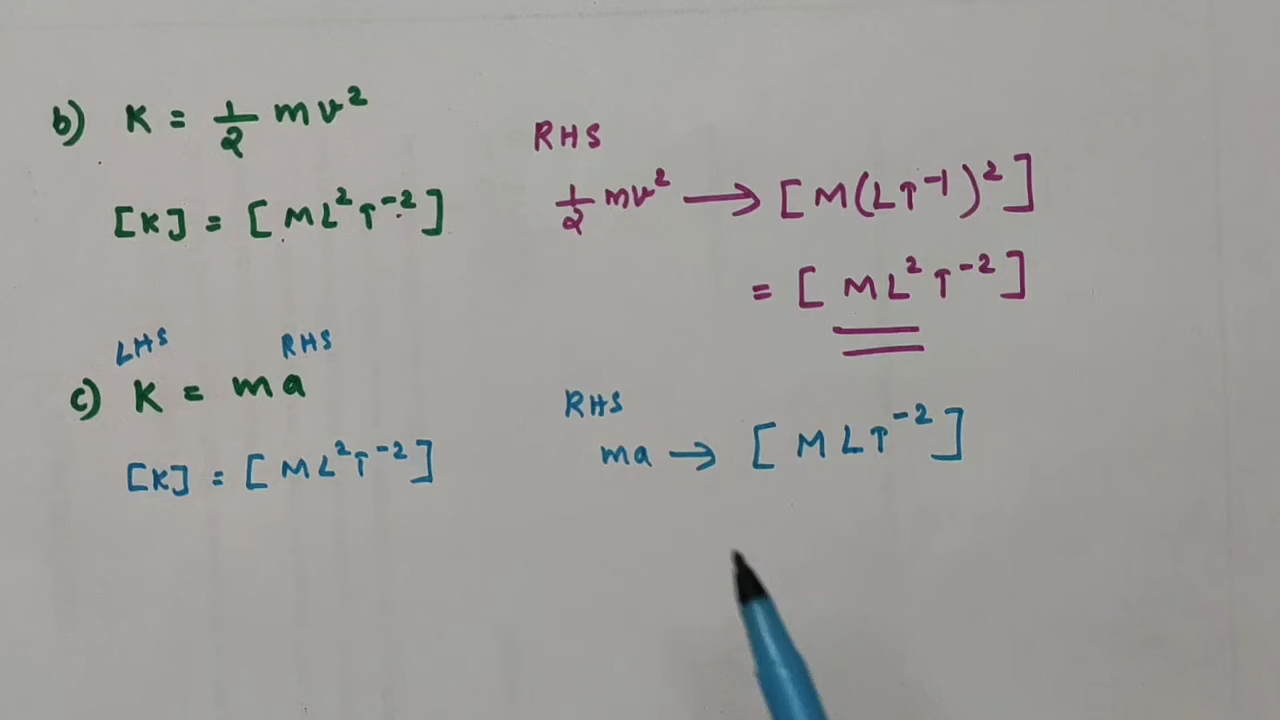 b) K = 1/2 mv²
[K] = [ML²T⁻²]
RHS
1/2 mv² → [M(LT⁻¹)²]
= [ML²T⁻²]
LHS RHS
c) K = ma
[K] = [ML²T⁻²]
RHS
ma → [MLT⁻²]